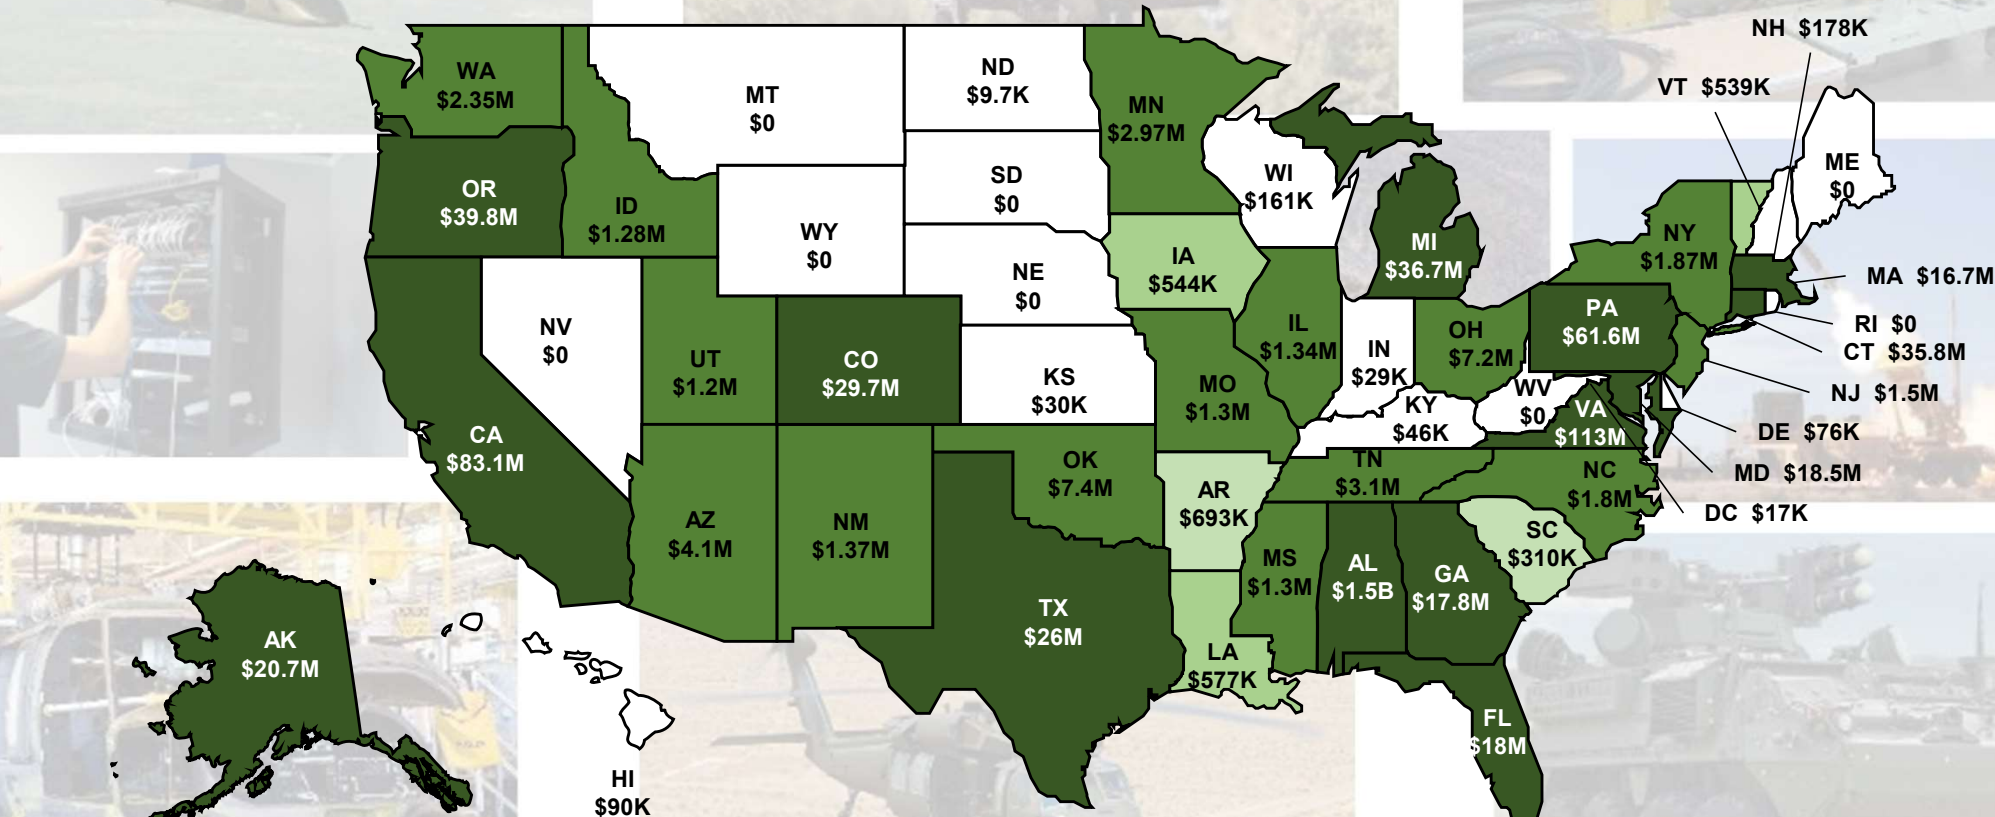 NH $178K
VT $539K
WA
$2.35M
MT
$0
ND
$9.7K
MN
$2.97M
OR
$39.8M
ID
$1.28M
WY
$0
SD
$0
WI
$161K
ME
$0
NV
$0
UT
$1.2M
CO
$29.7M
NE
$0
IA
$544K
MI
$36.7M
NY
$1.87M
MA $16.7M
RI $0
CT $35.8M
PA
$61.6M
IL
$1.34M
IN
$29K
OH
$7.2M
KS
$30K
MO
$1.3M
KY
$46K
WV
$0
VA
$113M
NJ $1.5M
DE $76K
MD $18.5M
DC $17K
CA
$83.1M
AZ
$4.1M
NM
$1.37M
OK
$7.4M
AR
$693K
TN
$3.1M
NC
$1.8M
SC
$310K
MS
$1.3M
AL
$1.5B
GA
$17.8M
TX
$26M
LA
$577K
FL
$18M
AK
$20.7M
HI
$90K